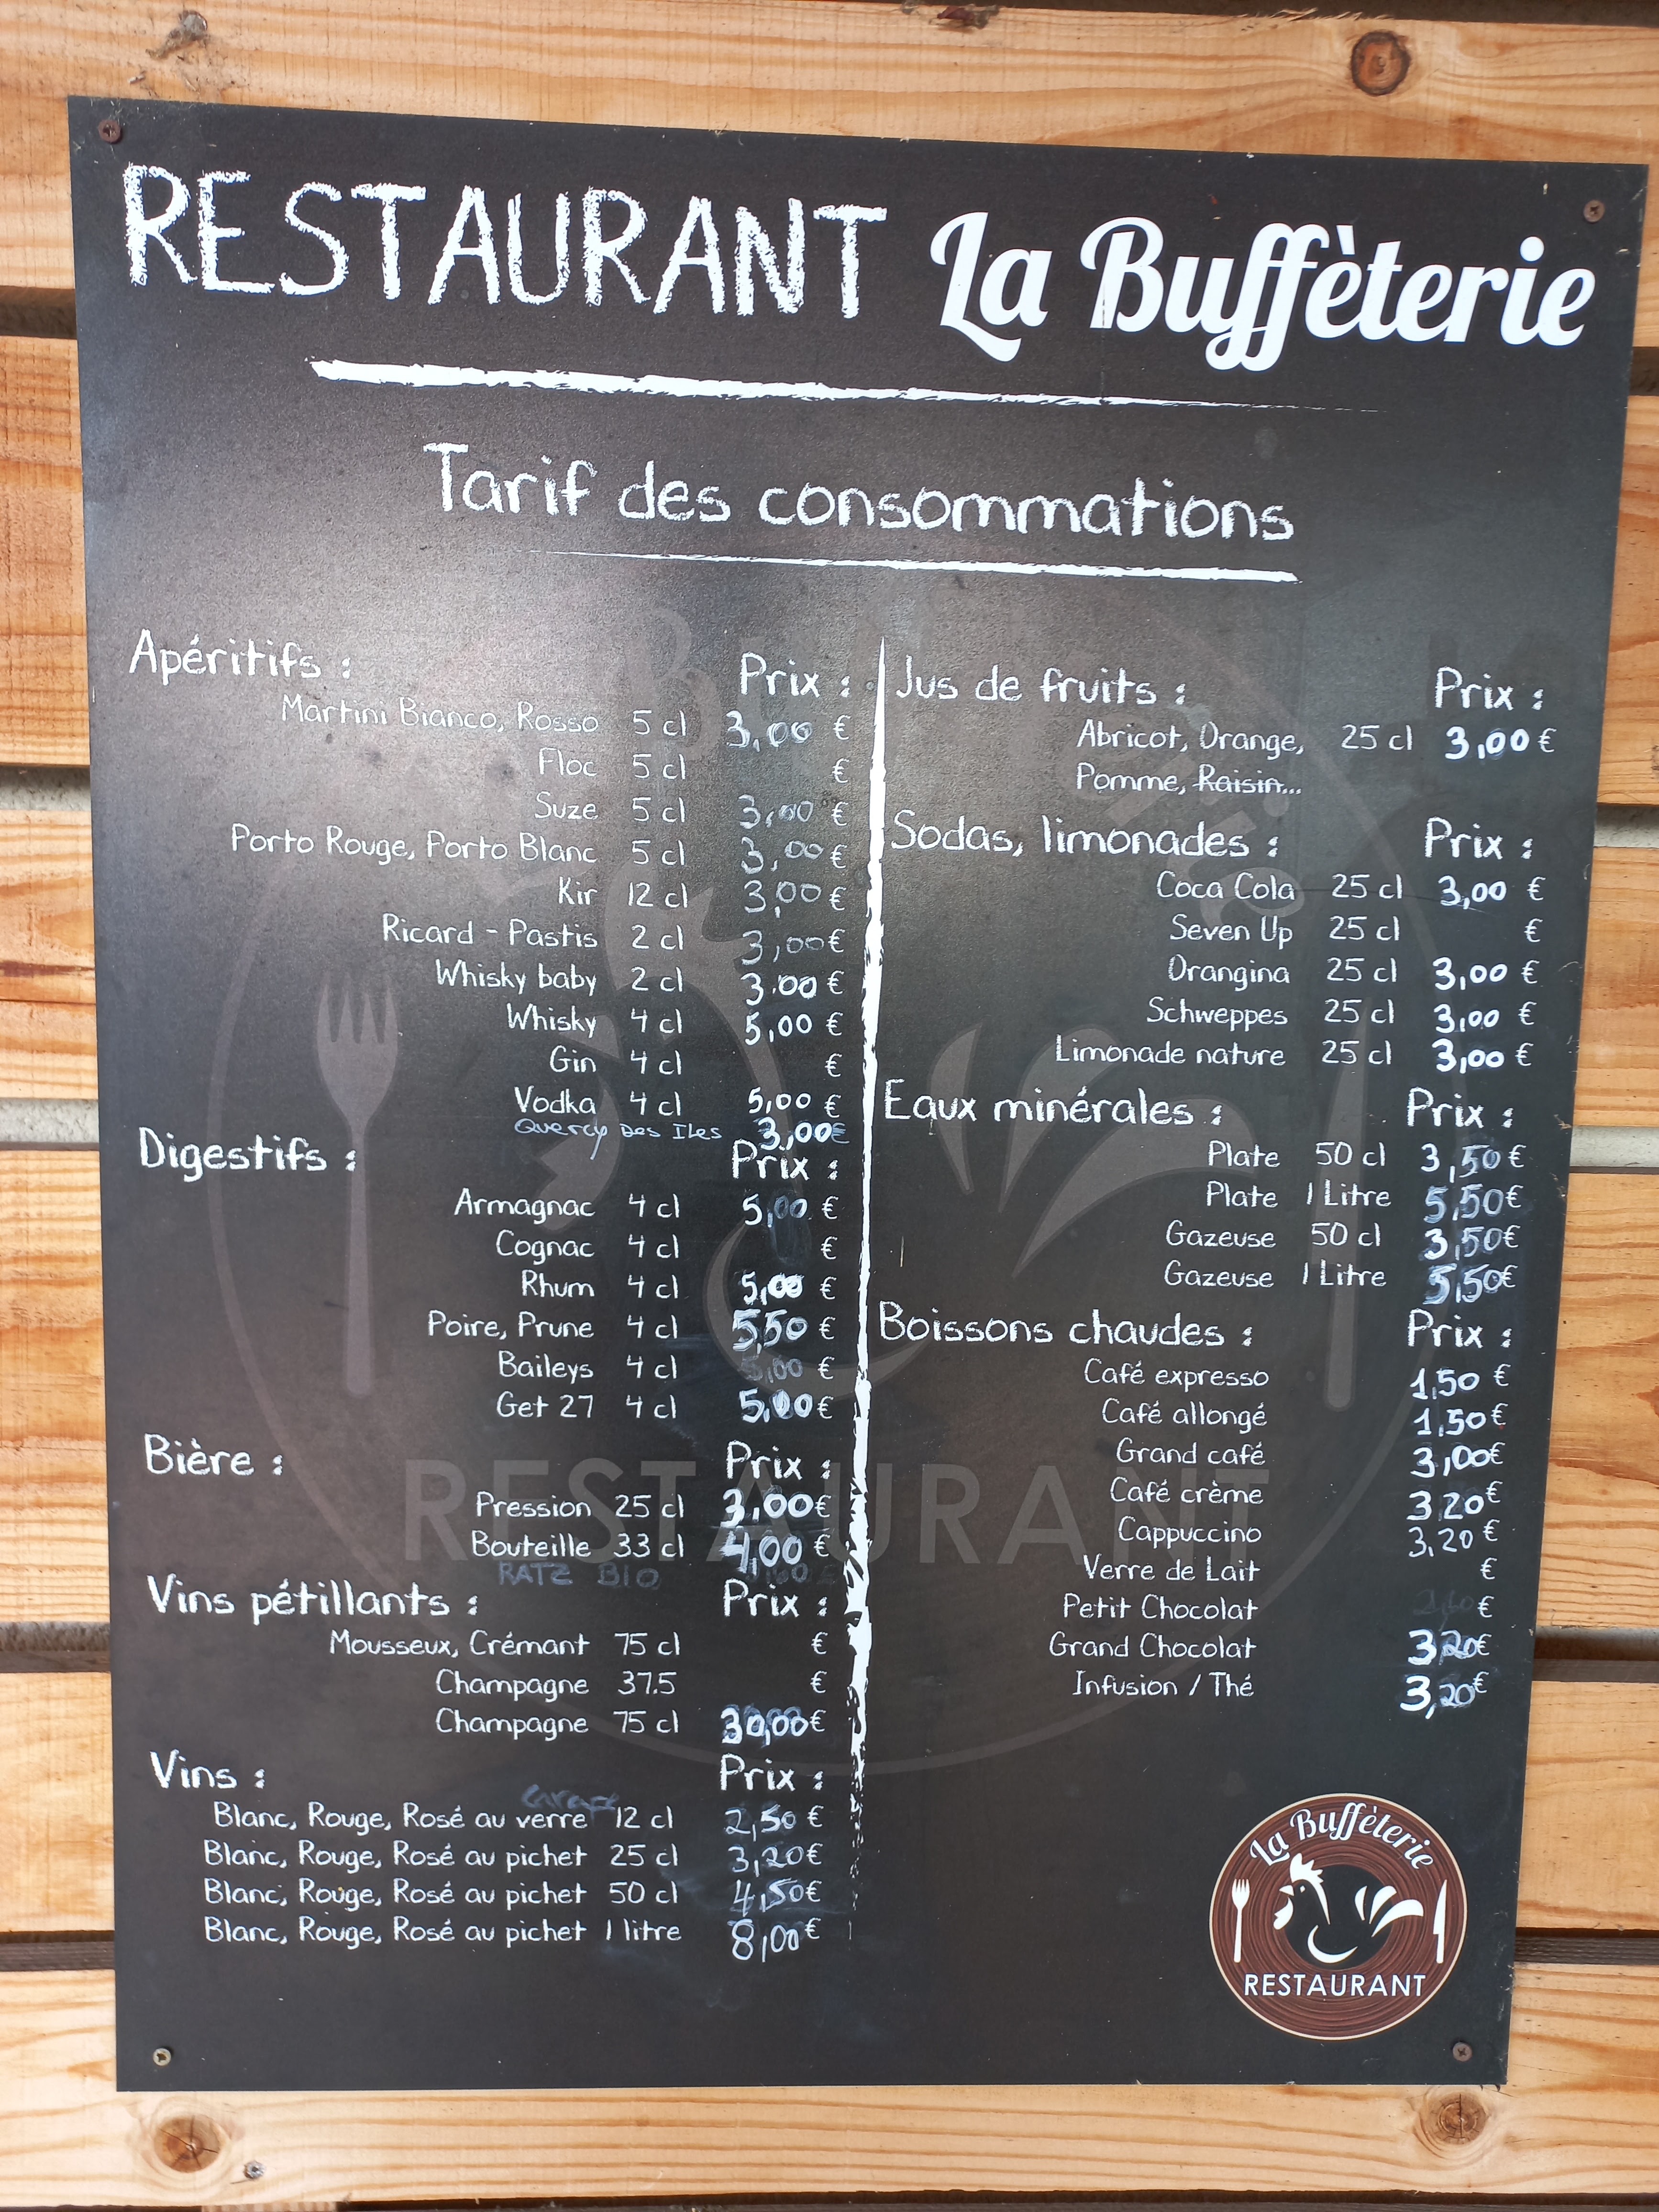 RESTAURANT La Buffèterie
Tarif des consommations
Apéritifs : Prix :
Martini Bianco, Rosso 5 cl 3,00 €
Floc 5 cl €
Suze 5 cl 3,00 €
Porto Rouge, Porto Blanc 5 cl 3,00 €
Kir 12 cl 3,00 €
Ricard - Pastis 2 cl 3,00 €
Whisky baby 2 cl 3,00 €
Whisky 4 cl 5,00 €
Gin 4 cl €
Vodka 4 cl 5,00 €
Quercy Des Iles 3,00€
Digestifs : Prix :
Armagnac 4 cl 5,00 €
Cognac 4 cl €
Rhum 4 cl 5,00 €
Poire, Prune 4 cl 5,50 €
Baileys 4 cl 5,00 €
Get 27 4 cl 5,00 €
Bière : Prix :
Pression 25 cl 3,00€
Bouteille 33 cl 4,00 €
RATZ BIO
Vins pétillants : Prix :
Mousseux, Crémant 75 cl €
Champagne 37.5 €
Champagne 75 cl 30,00€
Vins : Prix :
Blanc, Rouge, Rosé au verre 12 cl 2,50 €
Blanc, Rouge, Rosé au pichet 25 cl 3,20€
Blanc, Rouge, Rosé au pichet 50 cl 4,50€
Blanc, Rouge, Rosé au pichet 1 litre 8,00€
Jus de fruits : Prix :
Abricot, Orange, 25 cl 3,00 €
Pomme, Raisin...
Sodas, limonades : Prix :
Coca Cola 25 cl 3,00 €
Seven Up 25 cl €
Orangina 25 cl 3,00 €
Schweppes 25 cl 3,00 €
Limonade nature 25 cl 3,00 €
Eaux minérales : Prix :
Plate 50 cl 3,50 €
Plate 1 Litre 5,50€
Gazeuse 50 cl 3,50€
Gazeuse 1 Litre 5,50€
Boissons chaudes : Prix :
Café expresso 1,50 €
Café allongé 1,50 €
Grand café 3,00€
Café crème 3,20€
Cappuccino 3,20 €
Verre de Lait €
Petit Chocolat €
Grand Chocolat 3,20€
Infusion / Thé 3,20€
La Buffèterie
RESTAURANT
RESTAURANT